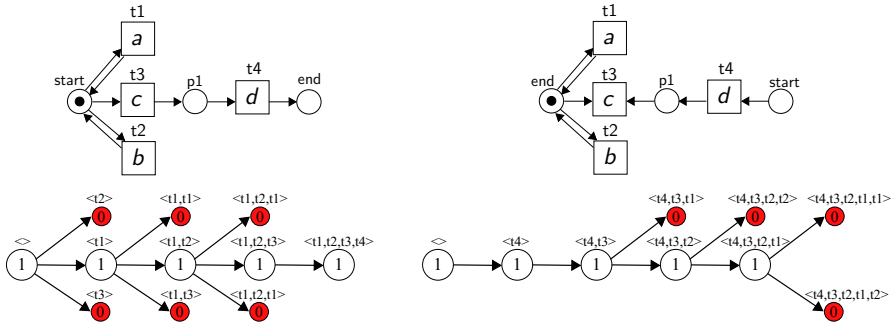 t1
a
start
t3
c
p1
t4
d
end
t2
b
t1
a
end
t3
c
p1
t4
d
start
t2
b
<t2>
<t1,t1>
<t1,t2,t1>
0
0
0
<>
<t1>
<t1,t2>
<t1,t2,t3>
<t1,t2,t3,t4>
1
1
1
1
1
<t3>
<t1,t3>
<t1,t2,t1>
0
0
0
<t4,t3,t1>
<t4,t3,t2,t2>
<t4,t3,t2,t1,t1>
0
0
0
<>
<t4>
<t4,t3>
<t4,t3,t2>
<t4,t3,t2,t1>
1
1
1
1
1
<t4,t3,t2,t1,t2>
0